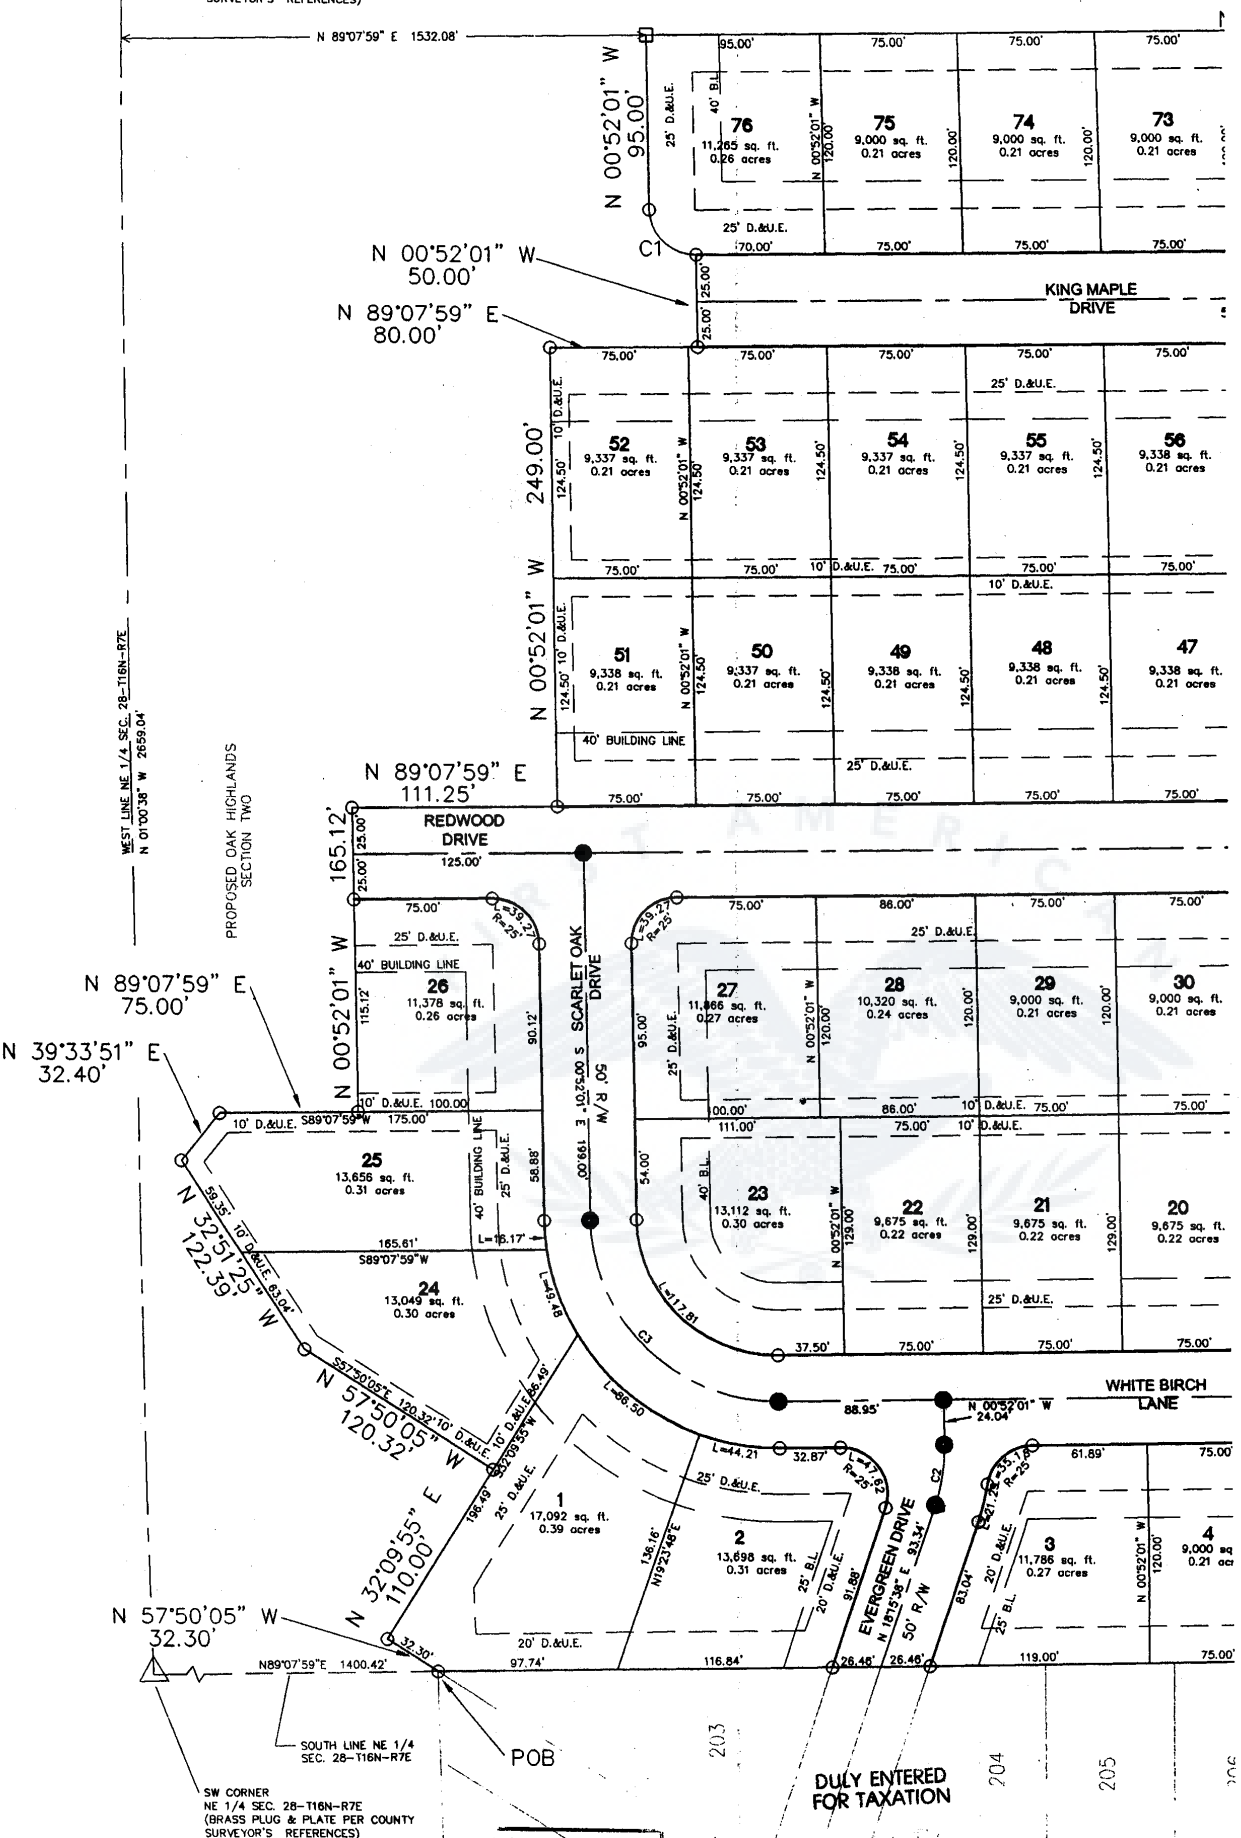 SURVEYOR'S REFERENCES)
N 89°07'59" E 1532.08'
95.00'
75.00'
75.00'
75.00'
N 00°52'01" W
95.00'
25' D.&U.E.
40' B.L.
76
11,265 sq. ft.
0.26 acres
N 00°52'01" W
120.00'
75
9,000 sq. ft.
0.21 acres
120.00'
74
9,000 sq. ft.
0.21 acres
120.00'
73
9,000 sq. ft.
0.21 acres
25' D.&U.E.
C1
70.00'
75.00'
75.00'
75.00'
N 00°52'01" W
50.00'
25.00'
25.00'
KING MAPLE
DRIVE
N 89°07'59" E
80.00'
75.00'
75.00'
75.00'
75.00'
75.00'
25' D.&U.E.
10' D.&U.E.
124.50'
249.00'
N 00°52'01" W
52
9,337 sq. ft.
0.21 acres
N 00°52'01" W
124.50'
53
9,337 sq. ft.
0.21 acres
124.50'
54
9,337 sq. ft.
0.21 acres
124.50'
55
9,337 sq. ft.
0.21 acres
124.50'
56
9,338 sq. ft.
0.21 acres
75.00'
75.00'
10' D.&U.E.
75.00'
75.00'
75.00'
10' D.&U.E.
124.50'
10' D.&U.E.
51
9,338 sq. ft.
0.21 acres
N 00°52'01" W
124.50'
50
9,337 sq. ft.
0.21 acres
124.50'
49
9,338 sq. ft.
0.21 acres
124.50'
48
9,338 sq. ft.
0.21 acres
124.50'
47
9,338 sq. ft.
0.21 acres
40' BUILDING LINE
25' D.&U.E.
WEST LINE NE 1/4 SEC. 28-T16N-R7E
N 01°00'38" W 2659.04'
PROPOSED OAK HIGHLANDS
SECTION TWO
N 89°07'59" E
111.25'
75.00'
75.00'
75.00'
75.00'
75.00'
165.12'
N 00°52'01" W
25.00'
25.00'
REDWOOD
DRIVE
125.00'
FIRST AMERICAN
75.00'
L=39.27
R=25'
L=39.27
R=25'
75.00'
86.00'
75.00'
75.00'
25' D.&U.E.
40' BUILDING LINE
115.12'
26
11,378 sq. ft.
0.26 acres
90.12'
SCARLET OAK
DRIVE
S 00°52'01" E 199.00'
50' R/W
25' D.&U.E.
95.00'
25' D.&U.E.
27
11,866 sq. ft.
0.27 acres
N 00°52'01" W
120.00'
28
10,320 sq. ft.
0.24 acres
120.00'
29
9,000 sq. ft.
0.21 acres
120.00'
30
9,000 sq. ft.
0.21 acres
N 89°07'59" E
75.00'
N 39°33'51" E
32.40'
10' D.&U.E. 100.00
10' D.&U.E. S89°07'59"W 175.00'
00.00'
86.00'
10' D.&U.E. 75.00'
75.00'
111.00'
75.00'
10' D.&U.E.
25
13,656 sq. ft.
0.31 acres
40' BUILDING LINE
25' D.&U.E.
58.88'
54.00'
40' B.L.
23
13,112 sq. ft.
0.30 acres
N 00°52'01" W
129.00'
22
9,675 sq. ft.
0.22 acres
129.00'
21
9,675 sq. ft.
0.22 acres
129.00'
20
9,675 sq. ft.
0.22 acres
59.35'
10' D.&U.E.
63.04'
N 32°51'25" W
122.39'
165.61'
S89°07'59"W
L=16.17'
24
13,049 sq. ft.
0.30 acres
L=49.48
C3
L=117.81
25' D.&U.E.
37.50'
75.00'
75.00'
75.00'
S57°50'05"E 120.32'
10' D.&U.E.
N 57°50'05" W
120.32'
10' D.&U.E.
86.49'
S32°09'55"W
196.49'
L=86.50
WHITE BIRCH
LANE
88.95'
N 00°52'01" W
24.04'
L=44.21
32.87'
L=47.62
R=25'
C2
R=25'
61.89'
75.00'
25' D.&U.E.
25' D.&U.E.
1
17,092 sq. ft.
0.39 acres
136.16'
N19°23'48"E
2
13,698 sq. ft.
0.31 acres
25' B.L.
20' D.&U.E.
91.88'
EVERGREEN DRIVE
N 18°15'38" E 93.34'
50' R/W
83.04'
20' D.&U.E.
25' B.L.
3
11,786 sq. ft.
0.27 acres
N 00°52'01" W
120.00'
4
9,000 sq
0.21 acr
N 32°09'55" E
110.00'
N 57°50'05" W
32.30'
32.30'
20' D.&U.E.
N89°07'59"E 1400.42'
97.74'
116.84'
26.46'
26.46'
119.00'
75.00'
SOUTH LINE NE 1/4
SEC. 28-T16N-R7E
POB
203
204
205
206
DULY ENTERED
FOR TAXATION
SW CORNER
NE 1/4 SEC. 28-T16N-R7E
(BRASS PLUG & PLATE PER COUNTY
SURVEYOR'S REFERENCES)